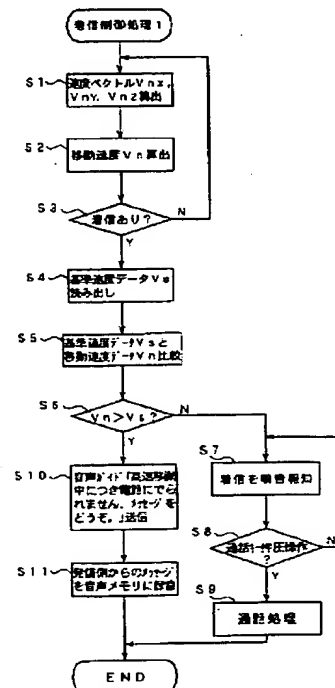 着信制御処理1
S1
速度ベクトルVnx,
VnY, VnZ算出
S2
移動速度Vn算出
S3
着信あり?
N
Y
S4
基準速度データVs
読み出し
S5
基準速度データVsと
移動速度データVn比較
S6
Vn>Vs?
N
Y
S10
音声ガイド「高速移動
中につき電話にでら
れません。メッセージを
どうぞ。」送信
S11
発信側からのメッセージ
を音声メモリに録音
S7
着信を鳴音報知
S8
通話キー押圧操作
?
N
Y
S9
通話処理
END